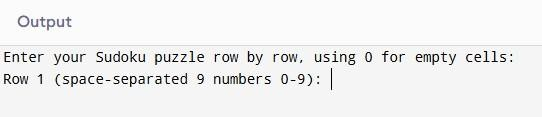 Output
Enter your Sudoku puzzle row by row, using 0 for empty cells:
Row 1 (space-separated 9 numbers 0-9):